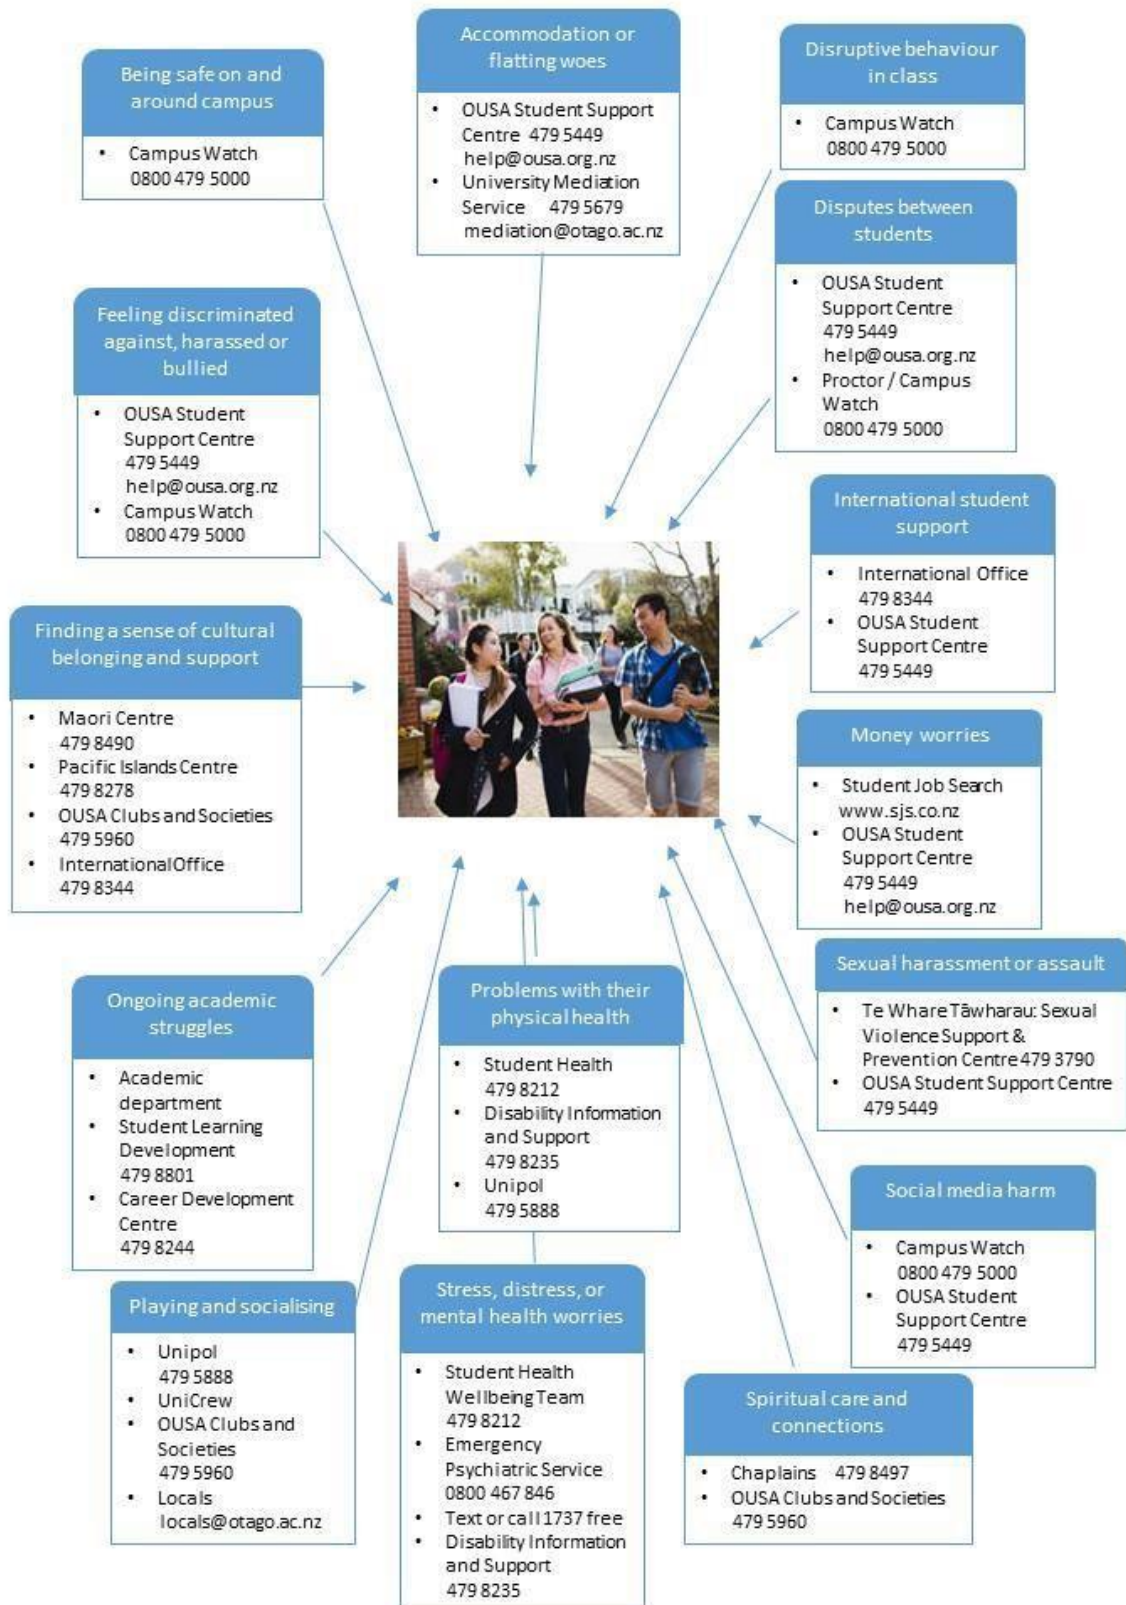 Being safe on and
around campus
• Campus Watch
0800 479 5000
Accommodation or
flatting woes
• OUSA Student Support
Centre 479 5449
help@ousa.org.nz
• University Mediation
Service 479 5679
mediation@otago.ac.nz
Disruptive behaviour
in class
• Campus Watch
0800 479 5000
Disputes between
students
• OUSA Student
Support Centre
479 5449
help@ousa.org.nz
• Proctor / Campus
Watch
0800 479 5000
Feeling discriminated
against, harassed or
bullied
• OUSA Student
Support Centre
479 5449
help@ousa.org.nz
• Campus Watch
0800 479 5000
International student
support
• International Office
479 8344
• OUSA Student
Support Centre
479 5449
Finding a sense of cultural
belonging and support
• Maori Centre
479 8490
• Pacific Islands Centre
479 8278
• OUSA Clubs and Societies
479 5960
• International Office
479 8344
Money worries
• Student Job Search
www.sjs.co.nz
• OUSA Student
Support Centre
479 5449
help@ousa.org.nz
Sexual harassment or assault
• Te Whare Tāwharau: Sexual
Violence Support &
Prevention Centre 479 3790
• OUSA Student Support Centre
479 5449
Ongoing academic
struggles
• Academic
department
• Student Learning
Development
479 8801
• Career Development
Centre
479 8244
Problems with their
physical health
• Student Health
479 8212
• Disability Information
and Support
479 8235
• Unipol
479 5888
Social media harm
• Campus Watch
0800 479 5000
• OUSA Student
Support Centre
479 5449
Playing and socialising
• Unipol
479 5888
• UniCrew
• OUSA Clubs and
Societies
479 5960
• Locals
locals@otago.ac.nz
Stress, distress, or
mental health worries
• Student Health
Wellbeing Team
479 8212
• Emergency
Psychiatric Service
0800 467 846
• Text or call 1737 free
• Disability Information
and Support
479 8235
Spiritual care and
connections
• Chaplains 479 8497
• OUSA Clubs and Societies
479 5960